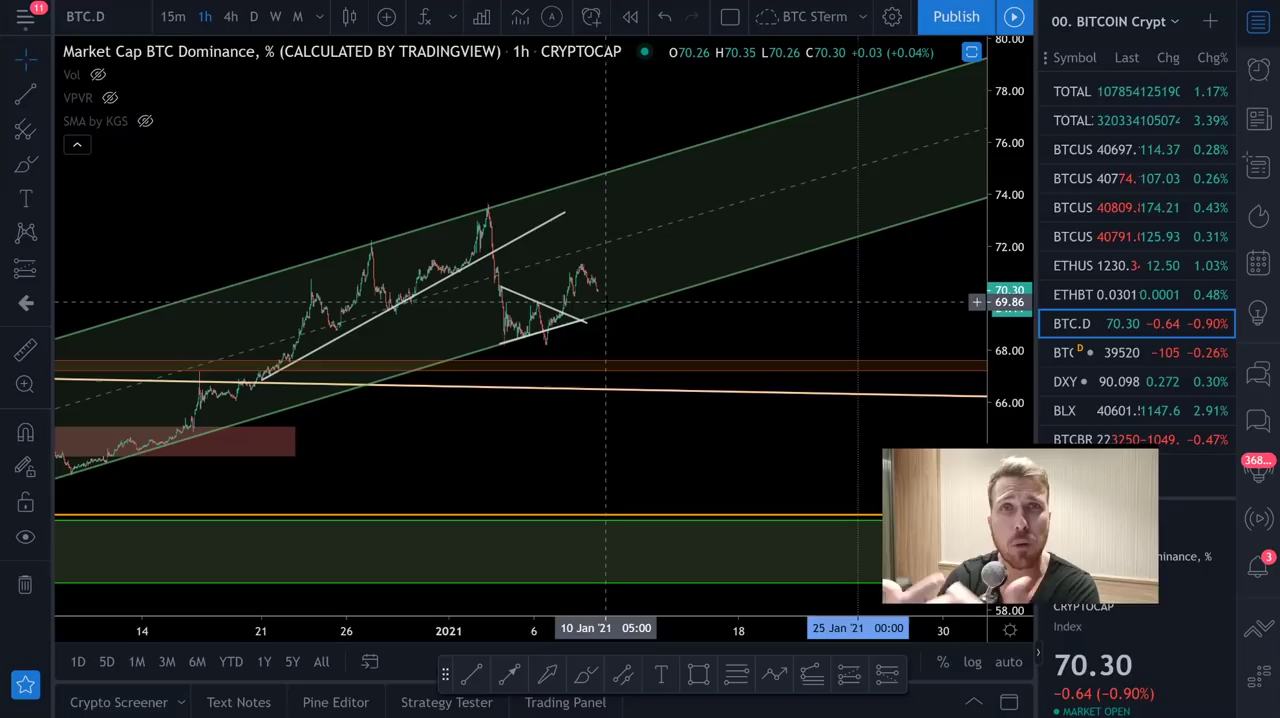 11
BTC.D
15m 1h 4h D W M
BTC STerm
Publish
00. BITCOIN Crypt
Market Cap BTC Dominance, % (CALCULATED BY TRADINGVIEW) · 1h · CRYPTOCAP
O70.26 H70.35 L70.26 C70.30 +0.03 (+0.04%)
Vol
VPVR
SMA by KGS
80.00
78.00
76.00
74.00
72.00
70.30
69.86
68.00
66.00
58.00
Symbol Last Chg Chg%
TOTAL 1.17%
TOTAL 3.39%
BTCUS 40697. 114.37 0.28%
BTCUS 40774. 107.03 0.26%
BTCUS 40809. 174.21 0.43%
BTCUS 40791. 125.93 0.31%
ETHUS 1230.3 12.50 1.03%
ETHBT 0.0301 0.0001 0.48%
BTC.D 70.30 −0.64 −0.90%
BTC D 39520 −105 −0.26%
DXY 90.098 0.272 0.30%
BLX 40601. 1147.6 2.91%
BTCBR −1049. −0.47%
368...
3
minance, %
CRYPTOCAP
Index
70.30
−0.64 (−0.90%)
MARKET OPEN
14 21 26 2021 6 10 Jan '21 05:00 18 25 Jan '21 00:00 30
1D 5D 1M 3M 6M YTD 1Y 5Y All
% log auto
Crypto Screener Text Notes Pine Editor Strategy Tester Trading Panel